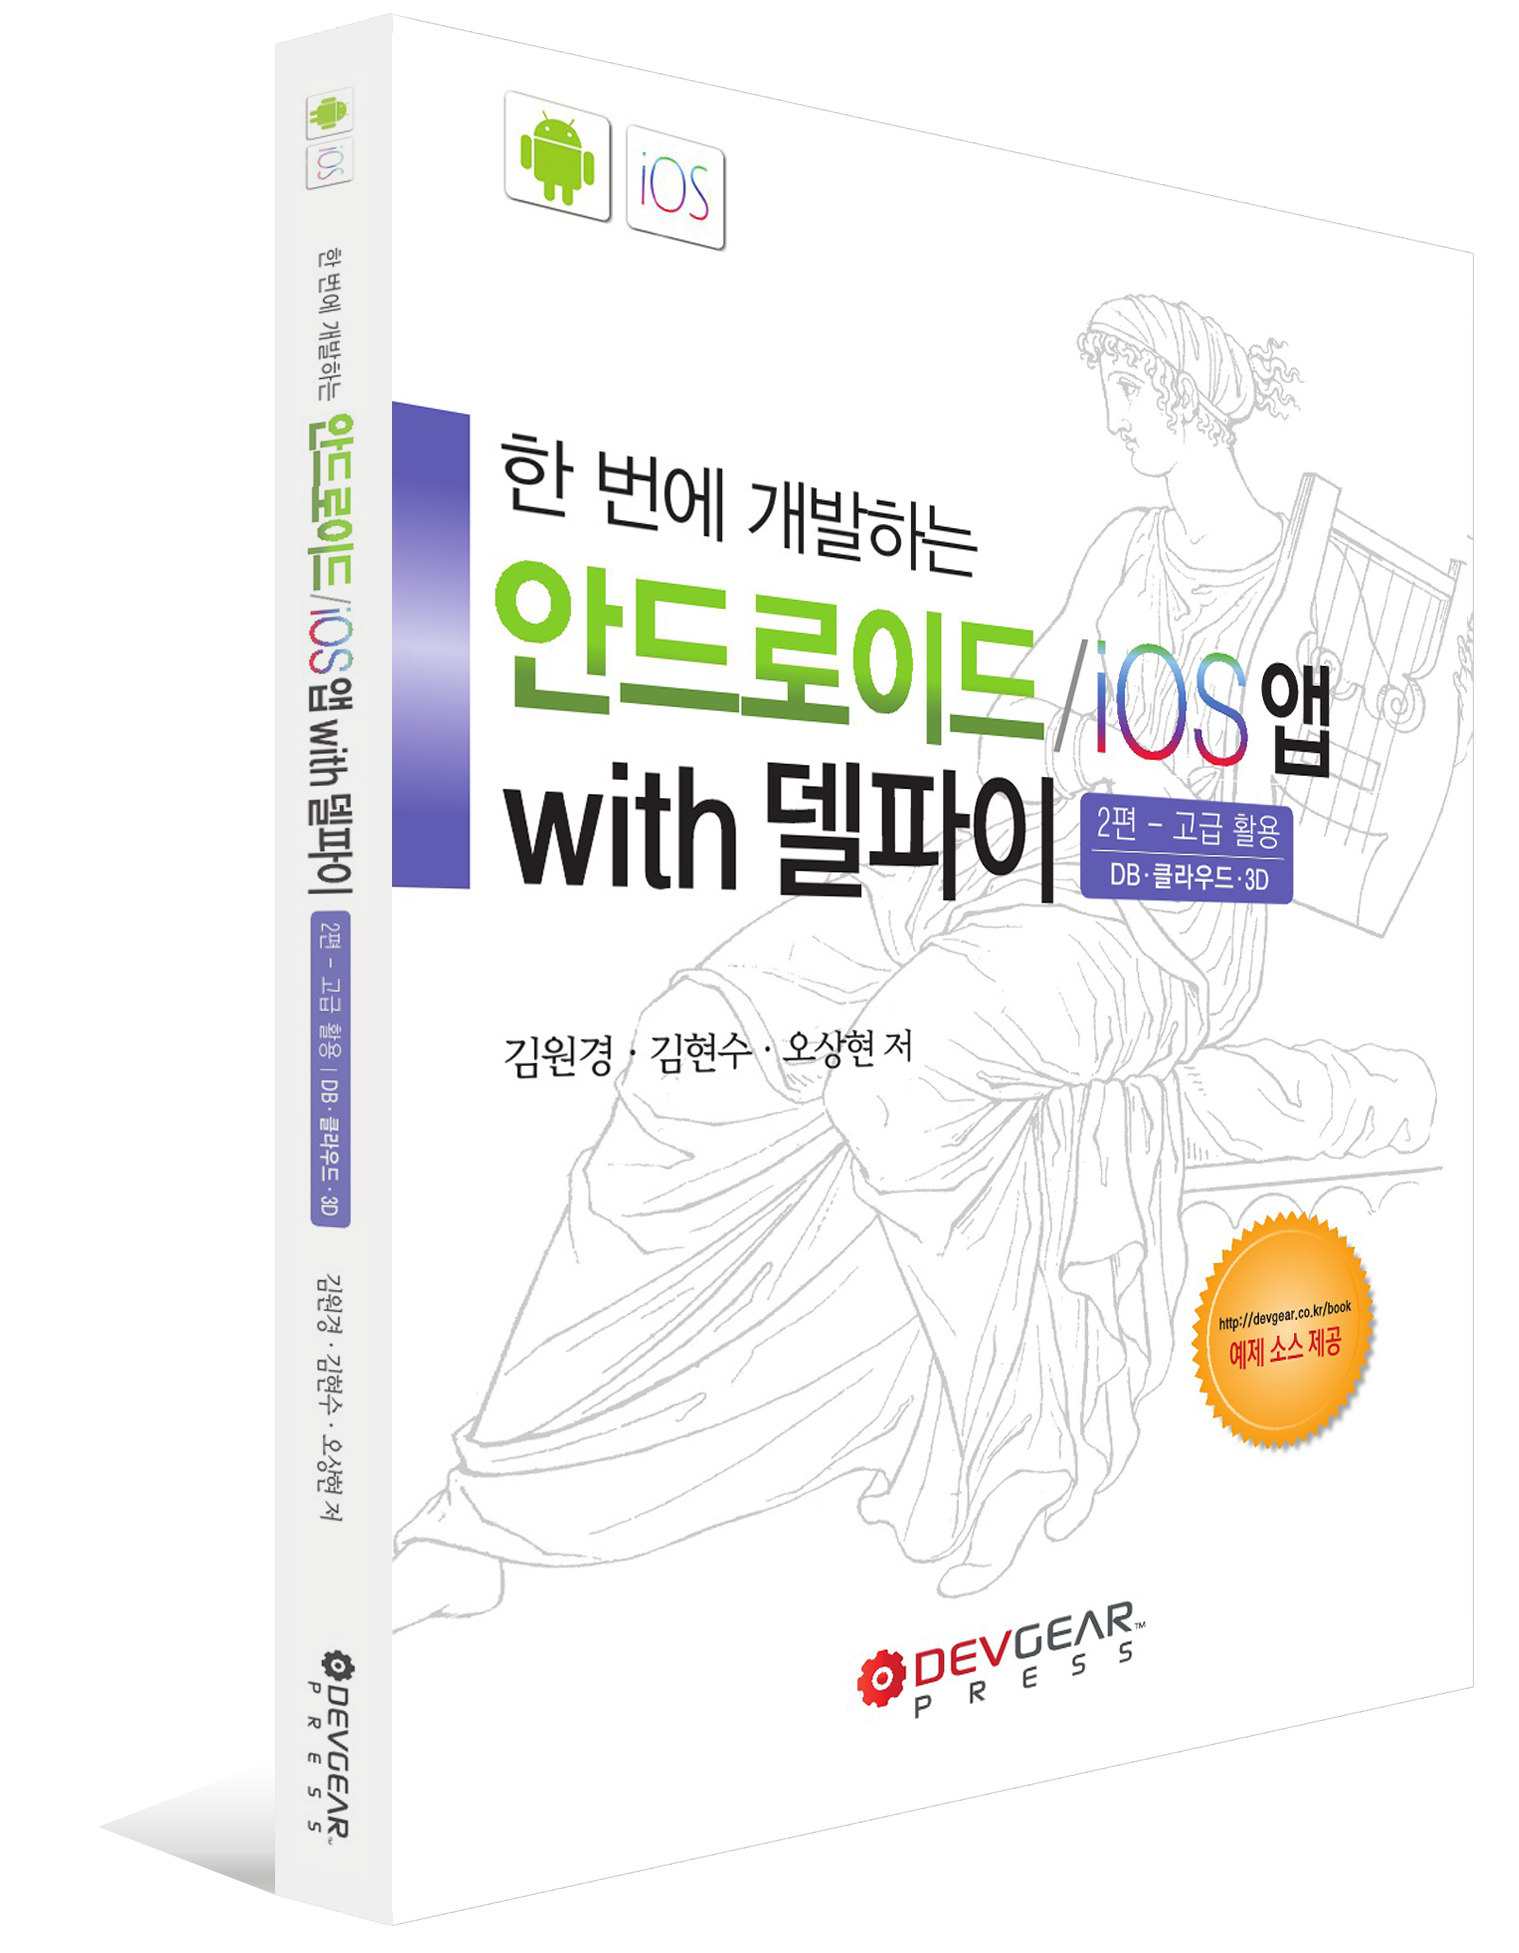 iOS
한 번에 개발하는
안드로이드/iOS 앱
with 델파이
2편 - 고급 활용
DB·클라우드·3D
김원경 · 김현수 · 오상현 저
http://devgear.co.kr/book
예제 소스 제공
DEVGEAR™
PRESS
iOS
한 번에 개발하는 안드로이드/iOS 앱 with 델파이
2편 - 고급 활용 | DB·클라우드·3D
김원경 · 김현수 · 오상현 저
DEVGEAR™
PRESS